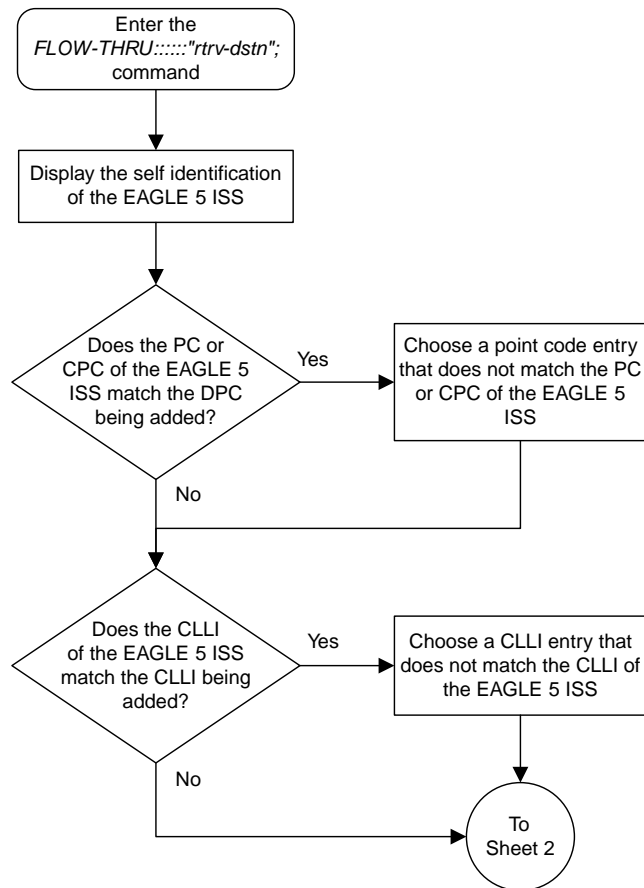 Enter the
FLOW-THRU::::::"rtrv-dstn";
command
Display the self identification
of the EAGLE 5 ISS
Does the PC or
CPC of the EAGLE 5
ISS match the DPC
being added?
Yes
Choose a point code entry
that does not match the PC
or CPC of the EAGLE 5
ISS
No
Does the CLLI
of the EAGLE 5 ISS
match the CLLI being
added?
Yes
Choose a CLLI entry that
does not match the CLLI of
the EAGLE 5 ISS
No
To
Sheet 2